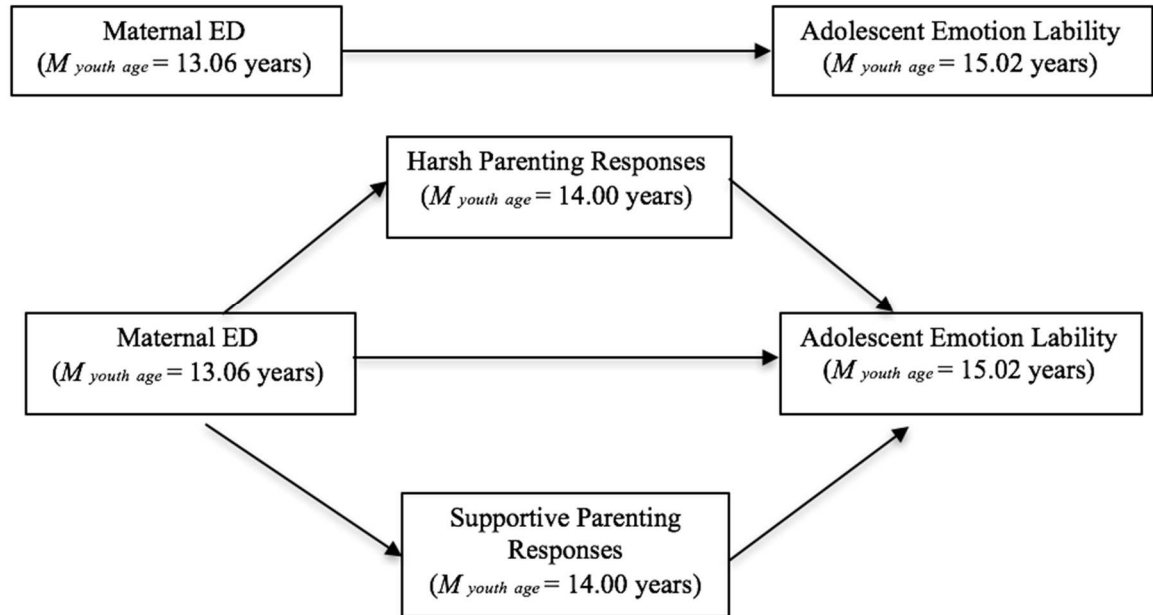 Maternal ED
(M youth age = 13.06 years)
Adolescent Emotion Lability
(M youth age = 15.02 years)
Harsh Parenting Responses
(M youth age = 14.00 years)
Maternal ED
(M youth age = 13.06 years)
Adolescent Emotion Lability
(M youth age = 15.02 years)
Supportive Parenting
Responses
(M youth age = 14.00 years)